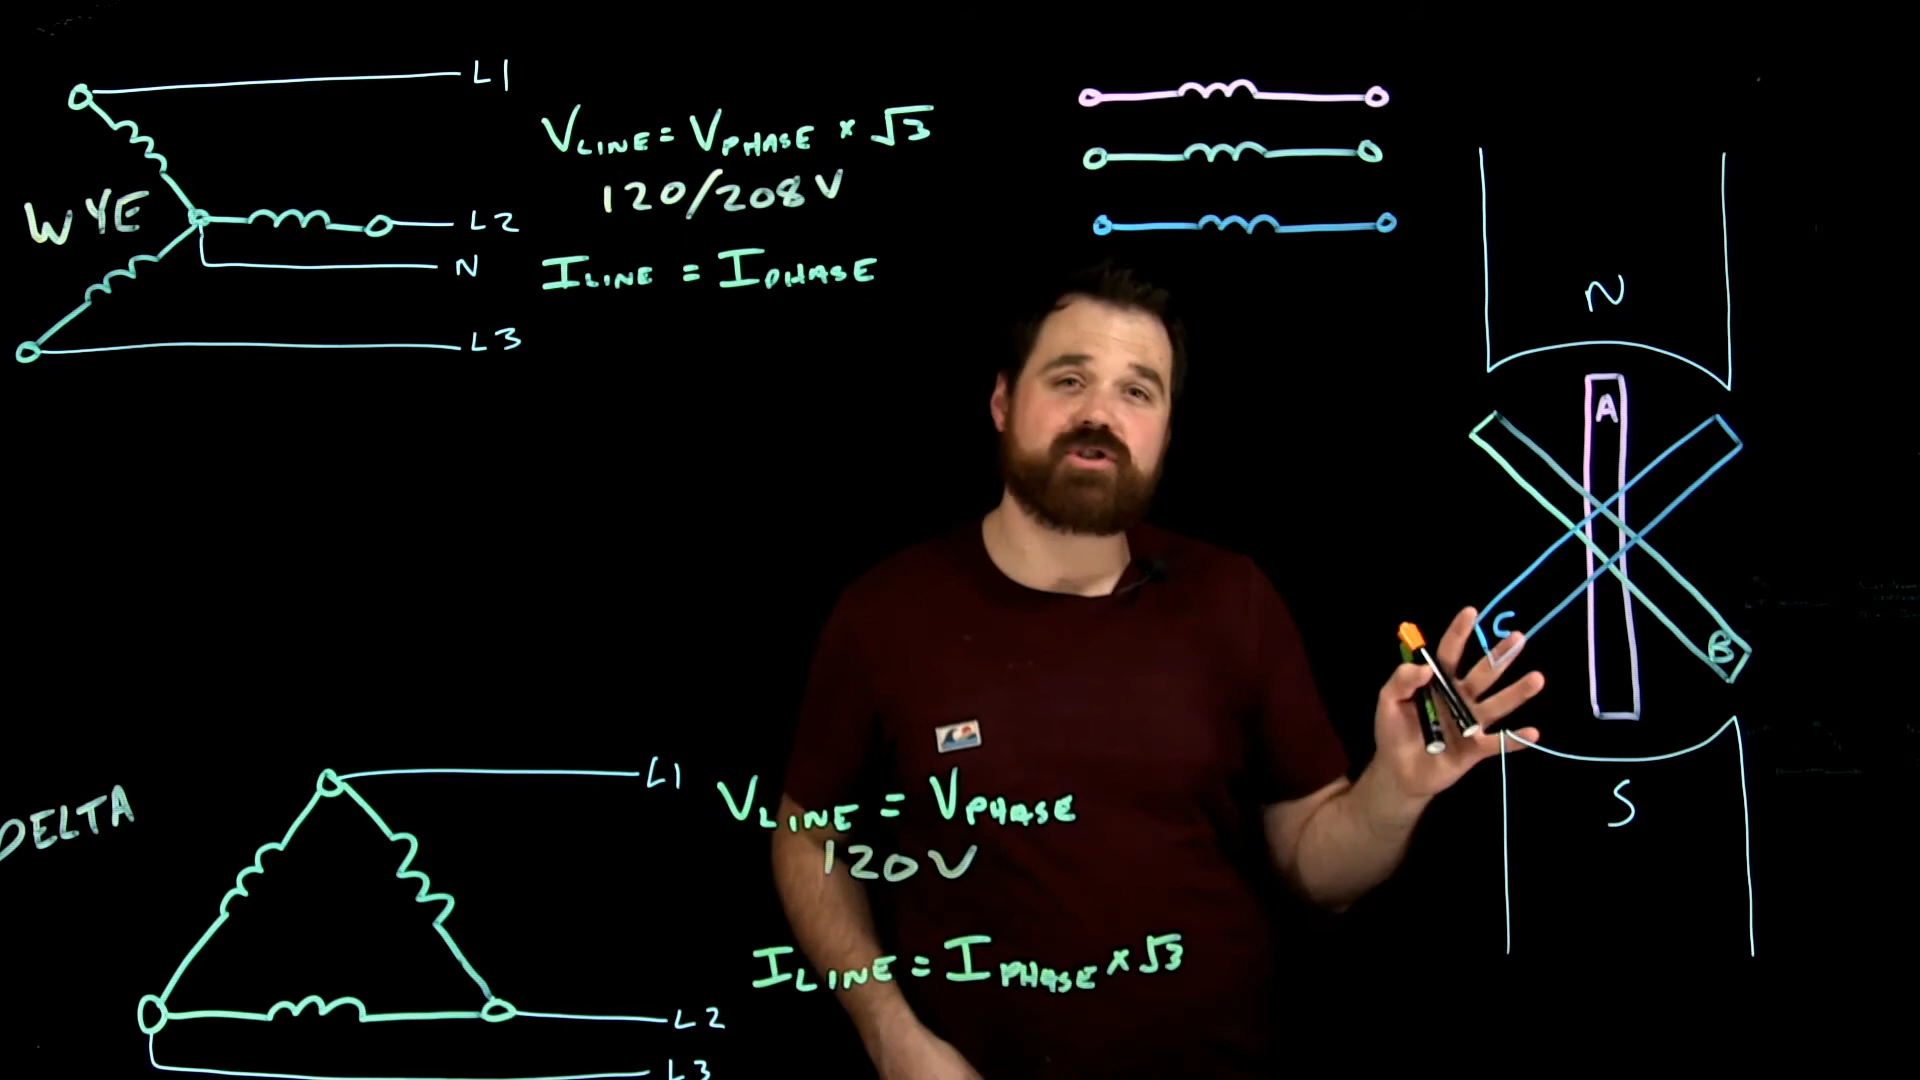 L1
WYE
L2
N
L3
VLINE = VPHASE × √3
120/208 V
ILINE = IPHASE
N
A
C
B
S
DELTA
L1
L2
L3
VLINE = VPHASE
120V
ILINE = IPHASE × √3